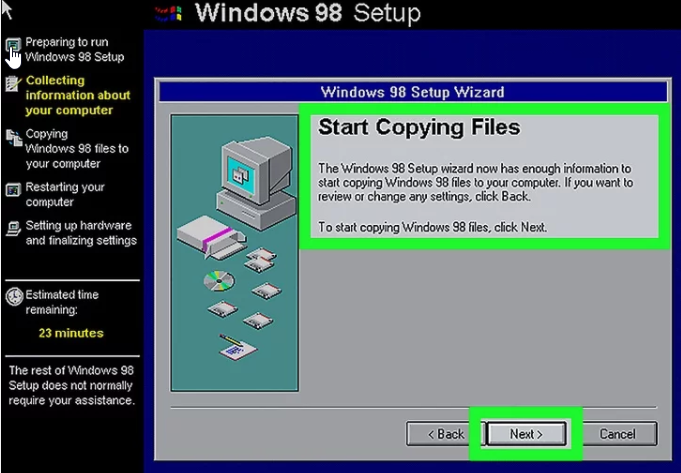 Windows 98 Setup
Preparing to run
Windows 98 Setup
Collecting
information about
your computer
Copying
Windows 98 files to
your computer
Restarting your
computer
Setting up hardware
and finalizing settings
Estimated time
remaining:
23 minutes
The rest of Windows 98
Setup does not normally
require your assistance.
Windows 98 Setup Wizard
Start Copying Files
The Windows 98 Setup wizard now has enough information to
start copying Windows 98 files to your computer. If you want to
review or change any settings, click Back.
To start copying Windows 98 files, click Next.
< Back
Next >
Cancel